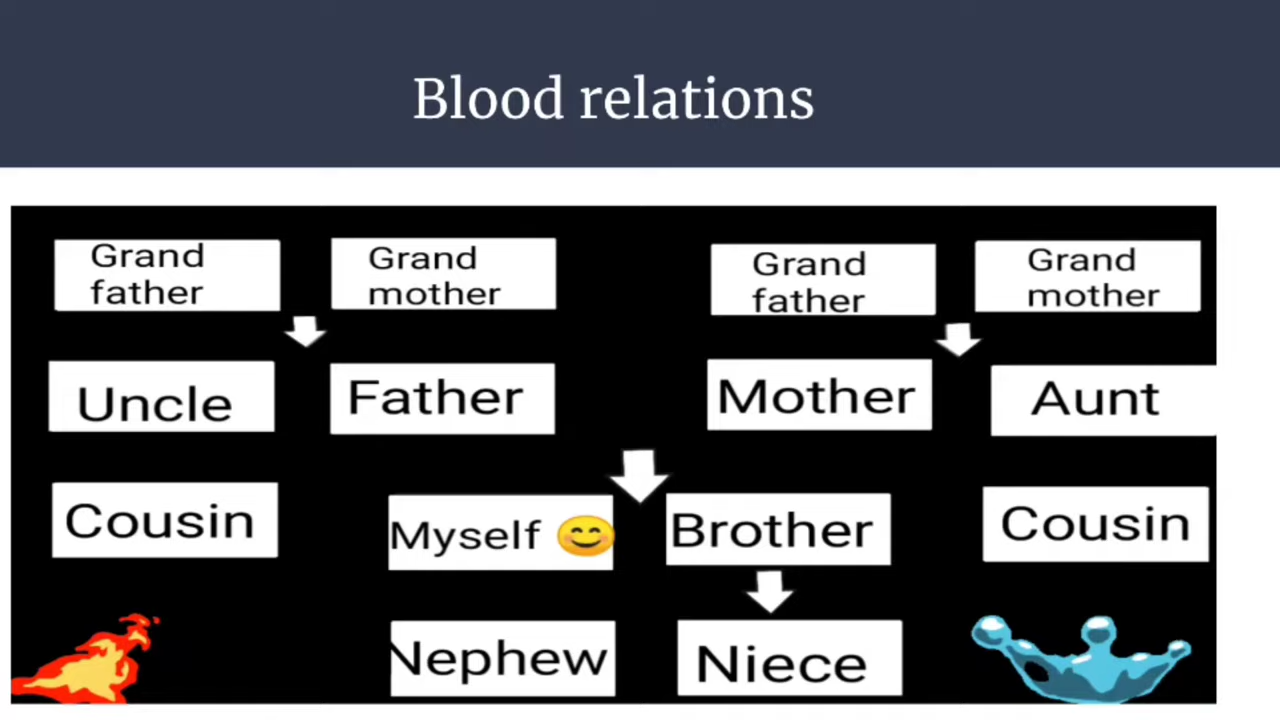 Blood relations
Grand
father
Grand
mother
Grand
father
Grand
mother
Uncle
Father
Mother
Aunt
Cousin
Myself 😊
Brother
Cousin
Nephew
Niece